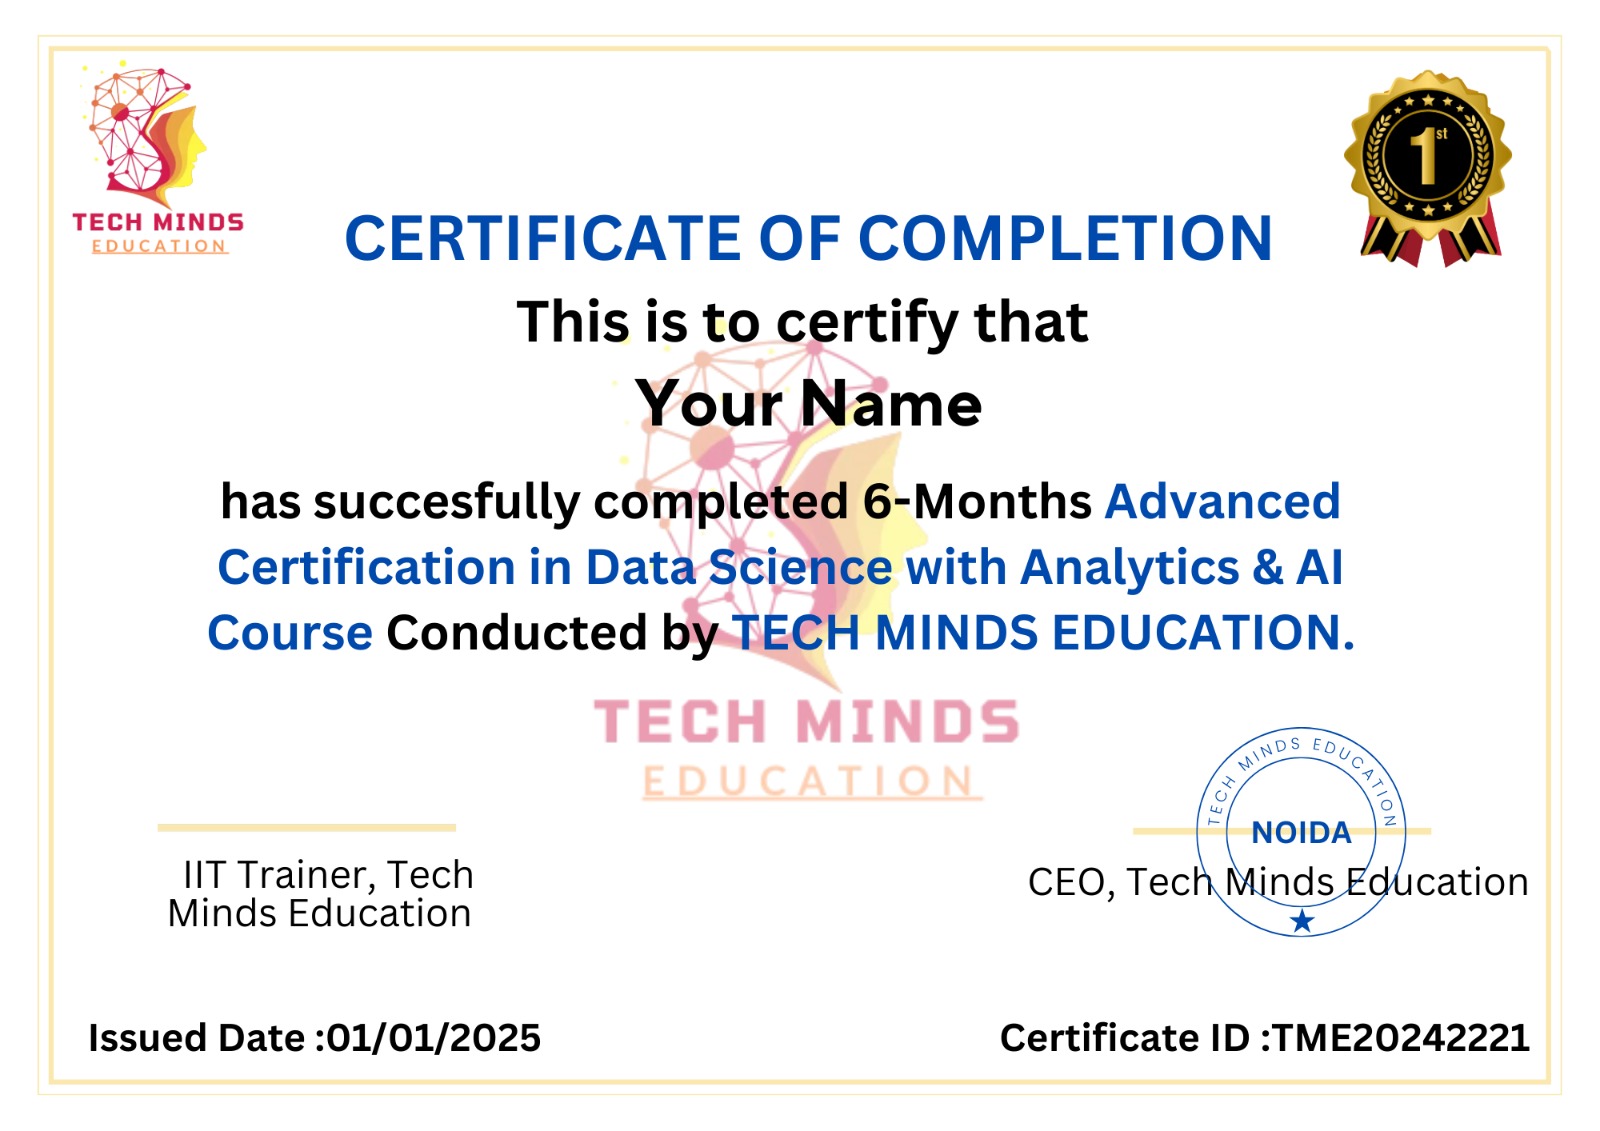 TECH MINDS
EDUCATION
1st
CERTIFICATE OF COMPLETION
This is to certify that
Your Name
has succesfully completed 6-Months Advanced
Certification in Data Science with Analytics & AI
Course Conducted by TECH MINDS EDUCATION.
TECH MINDS
EDUCATION
TECH MINDS EDUCATION
NOIDA
IIT Trainer, Tech
Minds Education
CEO, Tech Minds Education
Issued Date :01/01/2025
Certificate ID :TME20242221